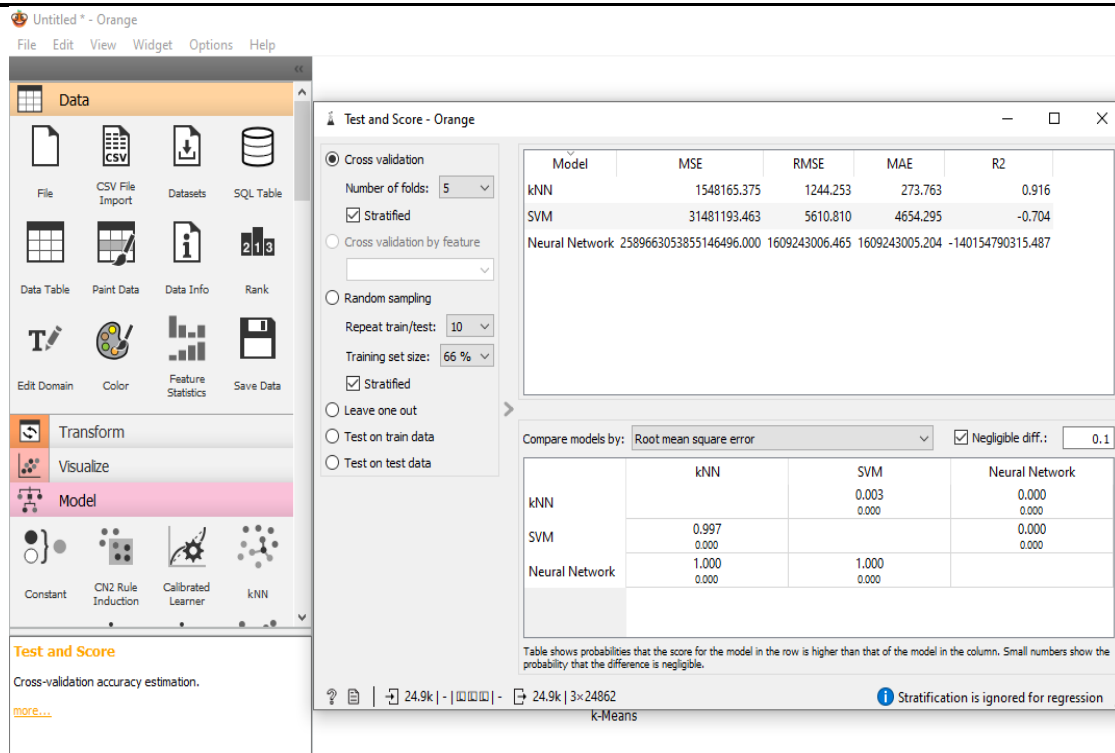 Untitled * - Orange
File Edit View Widget Options Help
«
Data
File CSV File Import Datasets SQL Table
Data Table Paint Data Data Info Rank
Edit Domain Color Feature Statistics Save Data
Transform
Visualize
Model
Constant CN2 Rule Induction Calibrated Learner kNN
Test and Score
Cross-validation accuracy estimation.
more...
Test and Score - Orange
Cross validation
Number of folds: 5
Stratified
Cross validation by feature
Random sampling
Repeat train/test: 10
Training set size: 66 %
Stratified
Leave one out
Test on train data
Test on test data
Model MSE RMSE MAE R2
kNN 1548165.375 1244.253 273.763 0.916
SVM 31481193.463 5610.810 4654.295 -0.704
Neural Network 2589663053855146496.000 1609243006.465 1609243005.204 -140154790315.487
Compare models by: Root mean square error Negligible diff.: 0.1
kNN SVM Neural Network
kNN 0.003 0.000
0.000 0.000
SVM 0.997 0.000
0.000 0.000
Neural Network 1.000 1.000
0.000 0.000
Table shows probabilities that the score for the model in the row is higher than that of the model in the column. Small numbers show the
probability that the difference is negligible.
? 24.9k | - | - 24.9k | 3×24862 Stratification is ignored for regression
k-Means